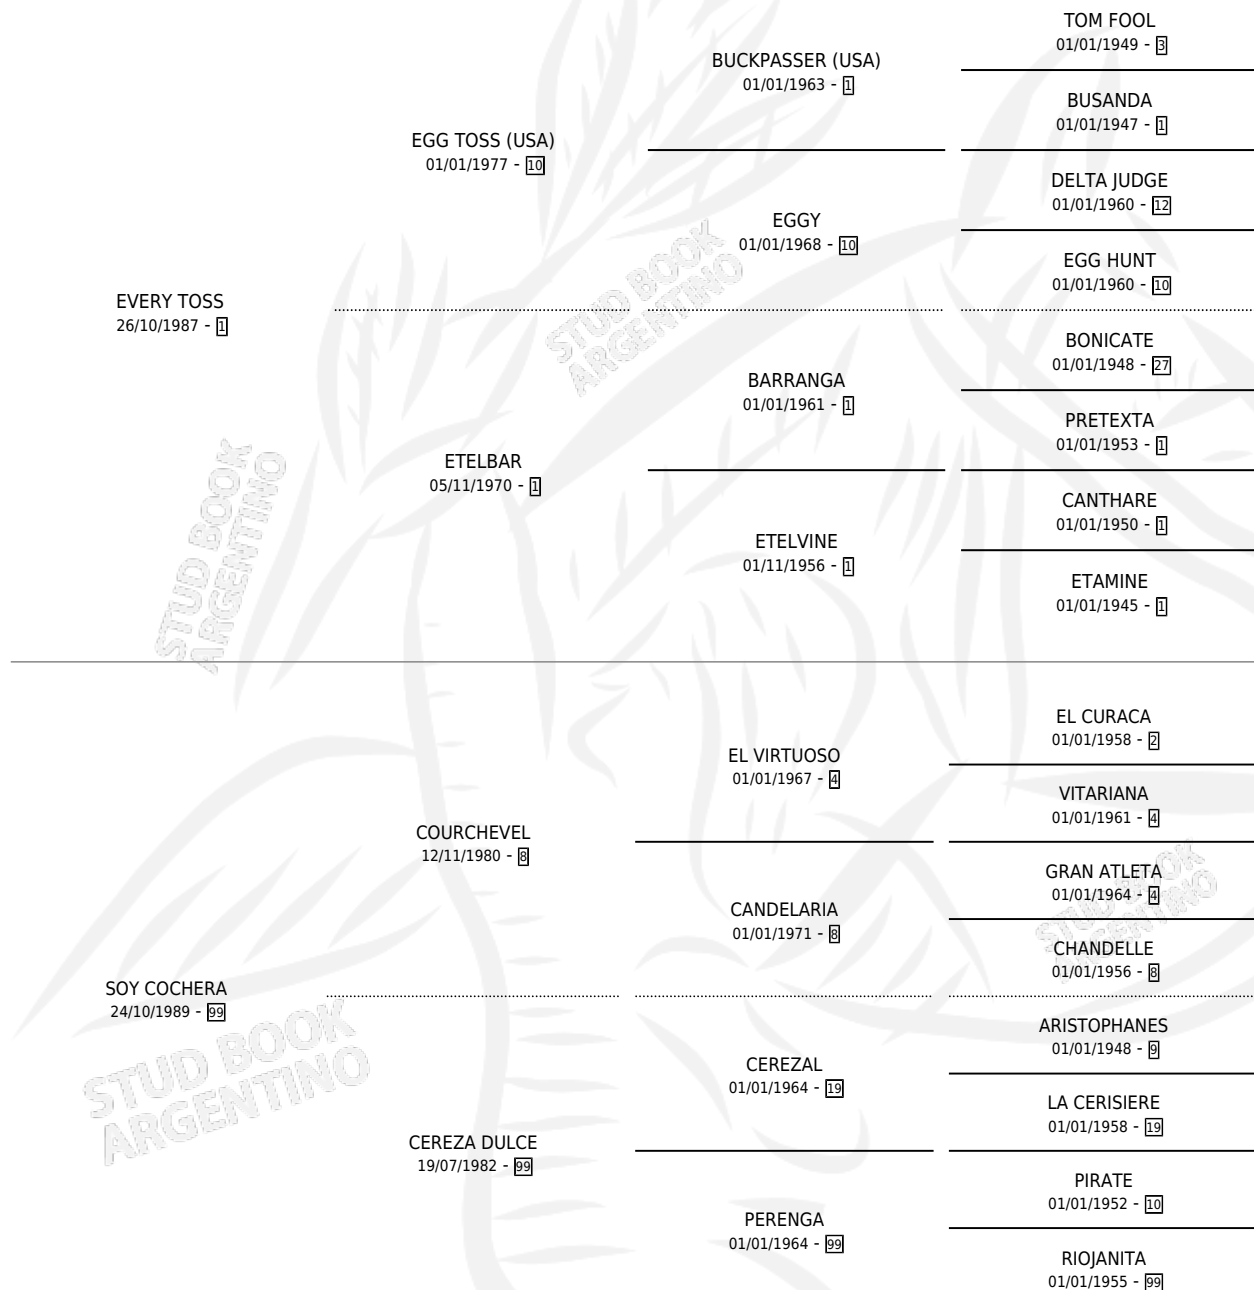 TOM FOOL
01/01/1949 - 3
BUCKPASSER (USA)
01/01/1963 - 1
BUSANDA
01/01/1947 - 1
EGG TOSS (USA)
01/01/1977 - 10
DELTA JUDGE
01/01/1960 - 12
EGGY
01/01/1968 - 10
EGG HUNT
01/01/1960 - 10
EVERY TOSS
26/10/1987 - 1
STUD BOOK
ARGENTINO
BONICATE
01/01/1948 - 27
BARRANGA
01/01/1961 - 1
PRETEXTA
01/01/1953 - 1
ETELBAR
05/11/1970 - 1
CANTHARE
01/01/1950 - 1
ETELVINE
01/11/1956 - 1
ETAMINE
01/01/1945 - 1
STUD BOOK
ARGENTINO
EL CURACA
01/01/1958 - 2
EL VIRTUOSO
01/01/1967 - 4
VITARIANA
01/01/1961 - 4
COURCHEVEL
12/11/1980 - 8
GRAN ATLETA
01/01/1964 - 4
CANDELARIA
01/01/1971 - 8
CHANDELLE
01/01/1956 - 8
STUD BOOK
ARGENTINO
SOY COCHERA
24/10/1989 - 99
STUD BOOK
ARGENTINO
ARISTOPHANES
01/01/1948 - 9
CEREZAL
01/01/1964 - 19
LA CERISIERE
01/01/1958 - 19
CEREZA DULCE
19/07/1982 - 99
PIRATE
01/01/1952 - 10
PERENGA
01/01/1964 - 99
RIOJANITA
01/01/1955 - 99